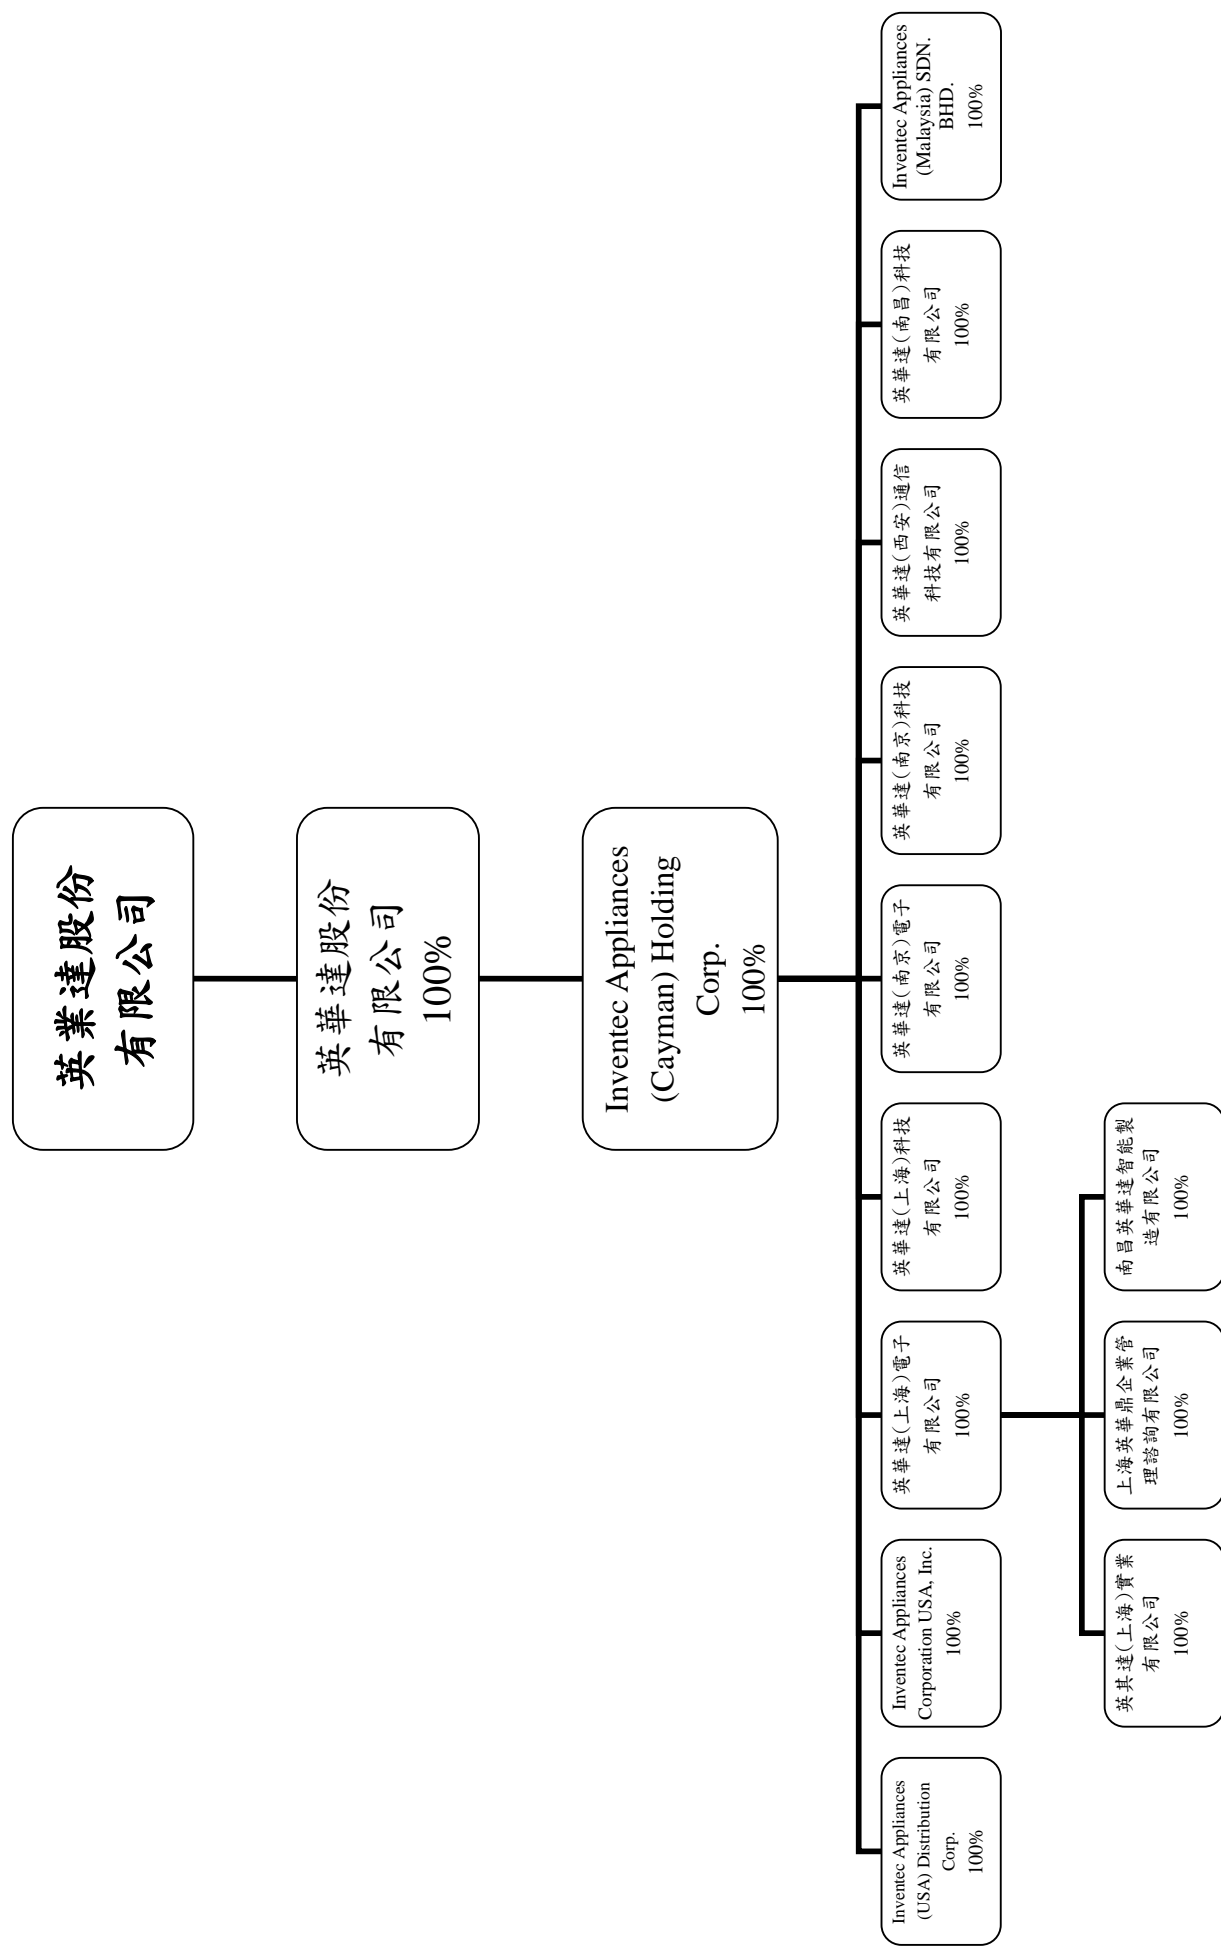 英業達股份
有限公司
英華達股份
有限公司
100%
Inventec Appliances
(Cayman) Holding
Corp.
100%
Inventec Appliances
(USA) Distribution
Corp.
100%
Inventec Appliances
Corporation USA, Inc.
100%
英華達(上海)電子
有限公司
100%
英華達(上海)科技
有限公司
100%
英華達(南京)電子
有限公司
100%
英華達(南京)科技
有限公司
100%
英華達(西安)通信
科技有限公司
100%
英華達(南昌)科技
有限公司
100%
Inventec Appliances
(Malaysia) SDN.
BHD.
100%
英其達(上海)實業
有限公司
100%
上海英華鼎企業管
理諮詢有限公司
100%
南昌英華達智能製
造有限公司
100%